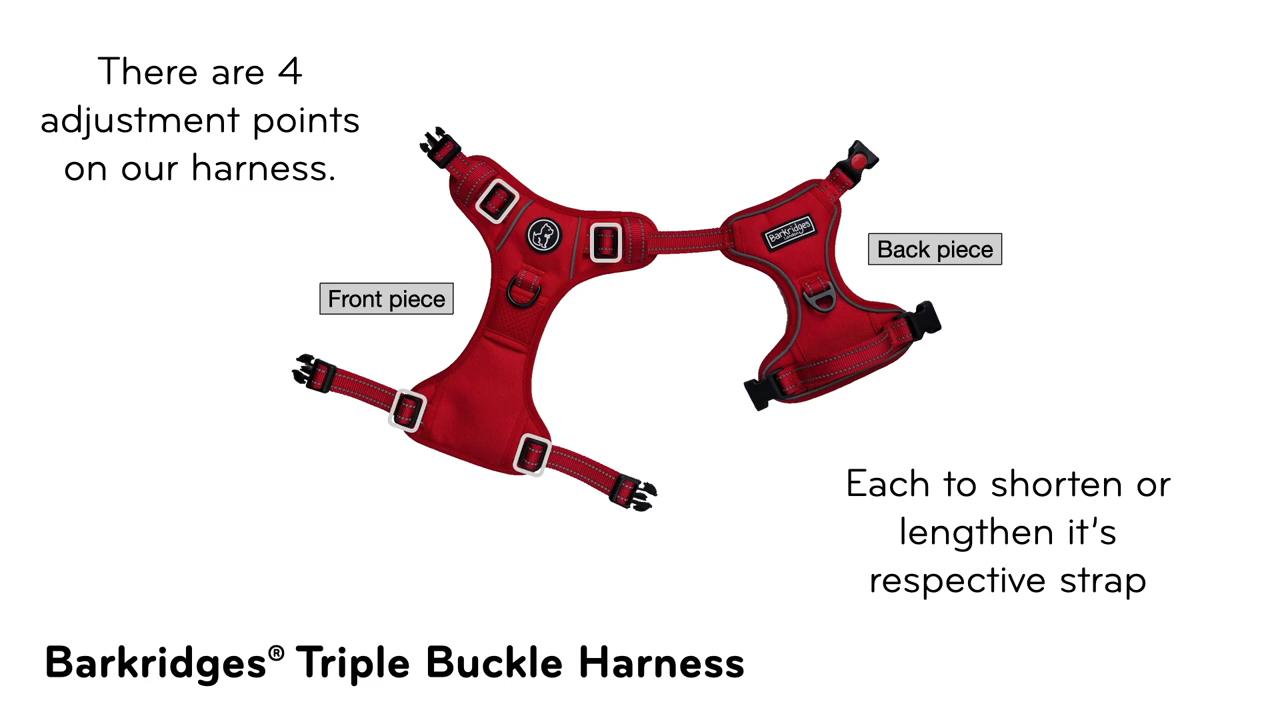 There are 4
adjustment points
on our harness.
Barkridges
Back piece
Front piece
Each to shorten or
lengthen it's
respective strap
Barkridges® Triple Buckle Harness